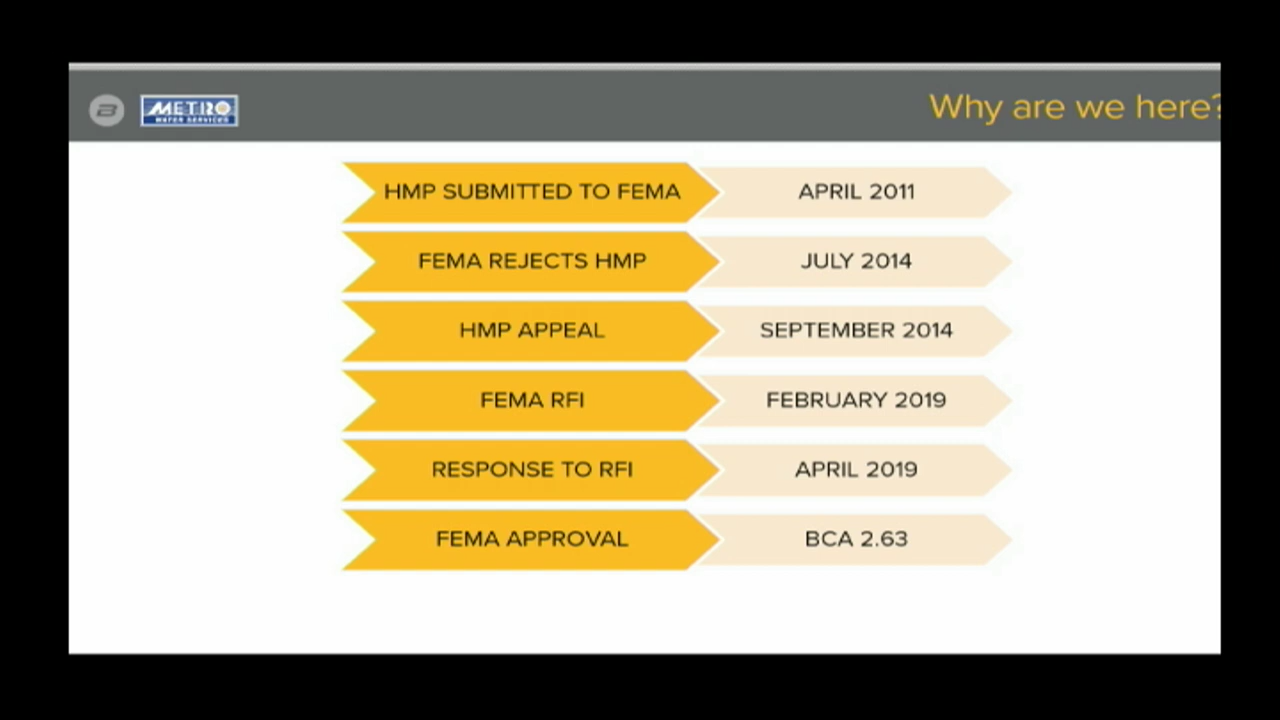 B
METRO
WATER SERVICES
Why are we here?
HMP SUBMITTED TO FEMA
APRIL 2011
FEMA REJECTS HMP
JULY 2014
HMP APPEAL
SEPTEMBER 2014
FEMA RFI
FEBRUARY 2019
RESPONSE TO RFI
APRIL 2019
FEMA APPROVAL
BCA 2.63